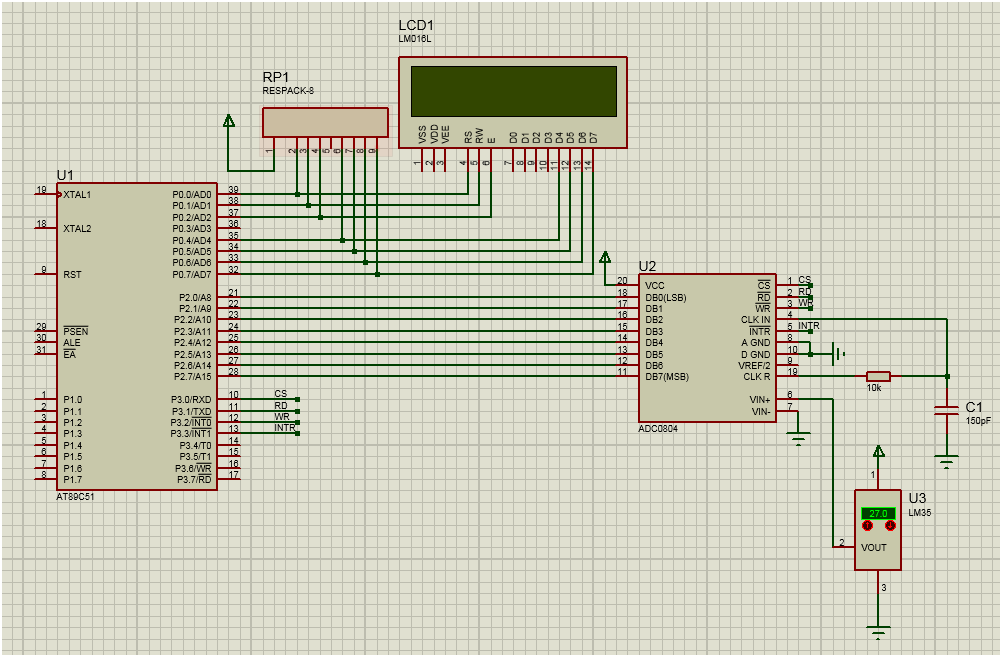 LCD1
LM016L
VSS VDD VEE RS RW E D0 D1 D2 D3 D4 D5 D6 D7
1 2 3 4 5 6 7 8 9 10 11 12 13 14
RP1
RESPACK-8
1 2 3 4 5 6 7 8 9
U1
19 XTAL1 P0.0/AD0 39
P0.1/AD1 38
P0.2/AD2 37
18 XTAL2 P0.3/AD3 36
P0.4/AD4 35
P0.5/AD5 34
P0.6/AD6 33
9 RST P0.7/AD7 32
P2.0/A8 21
P2.1/A9 22
P2.2/A10 23
29 PSEN P2.3/A11 24
30 ALE P2.4/A12 25
31 EA P2.5/A13 26
P2.6/A14 27
P2.7/A15 28
1 P1.0 P3.0/RXD 10 CS
2 P1.1 P3.1/TXD 11 RD
3 P1.2 P3.2/INT0 12 WR
4 P1.3 P3.3/INT1 13 INTR
5 P1.4 P3.4/T0 14
6 P1.5 P3.5/T1 15
7 P1.6 P3.6/WR 16
8 P1.7 P3.7/RD 17
AT89C51
U2
20 VCC CS 1 CS
18 DB0(LSB) RD 2 RD
17 DB1 WR 3 WR
16 DB2 CLK IN 4
15 DB3 INTR 5 INTR
14 DB4 A GND 8
13 DB5 D GND 10
12 DB6 VREF/2 9
11 DB7(MSB) CLK R 19
VIN+ 6
VIN- 7
ADC0804
10k
C1
150pF
1
U3
LM35
27.0
2 VOUT
3